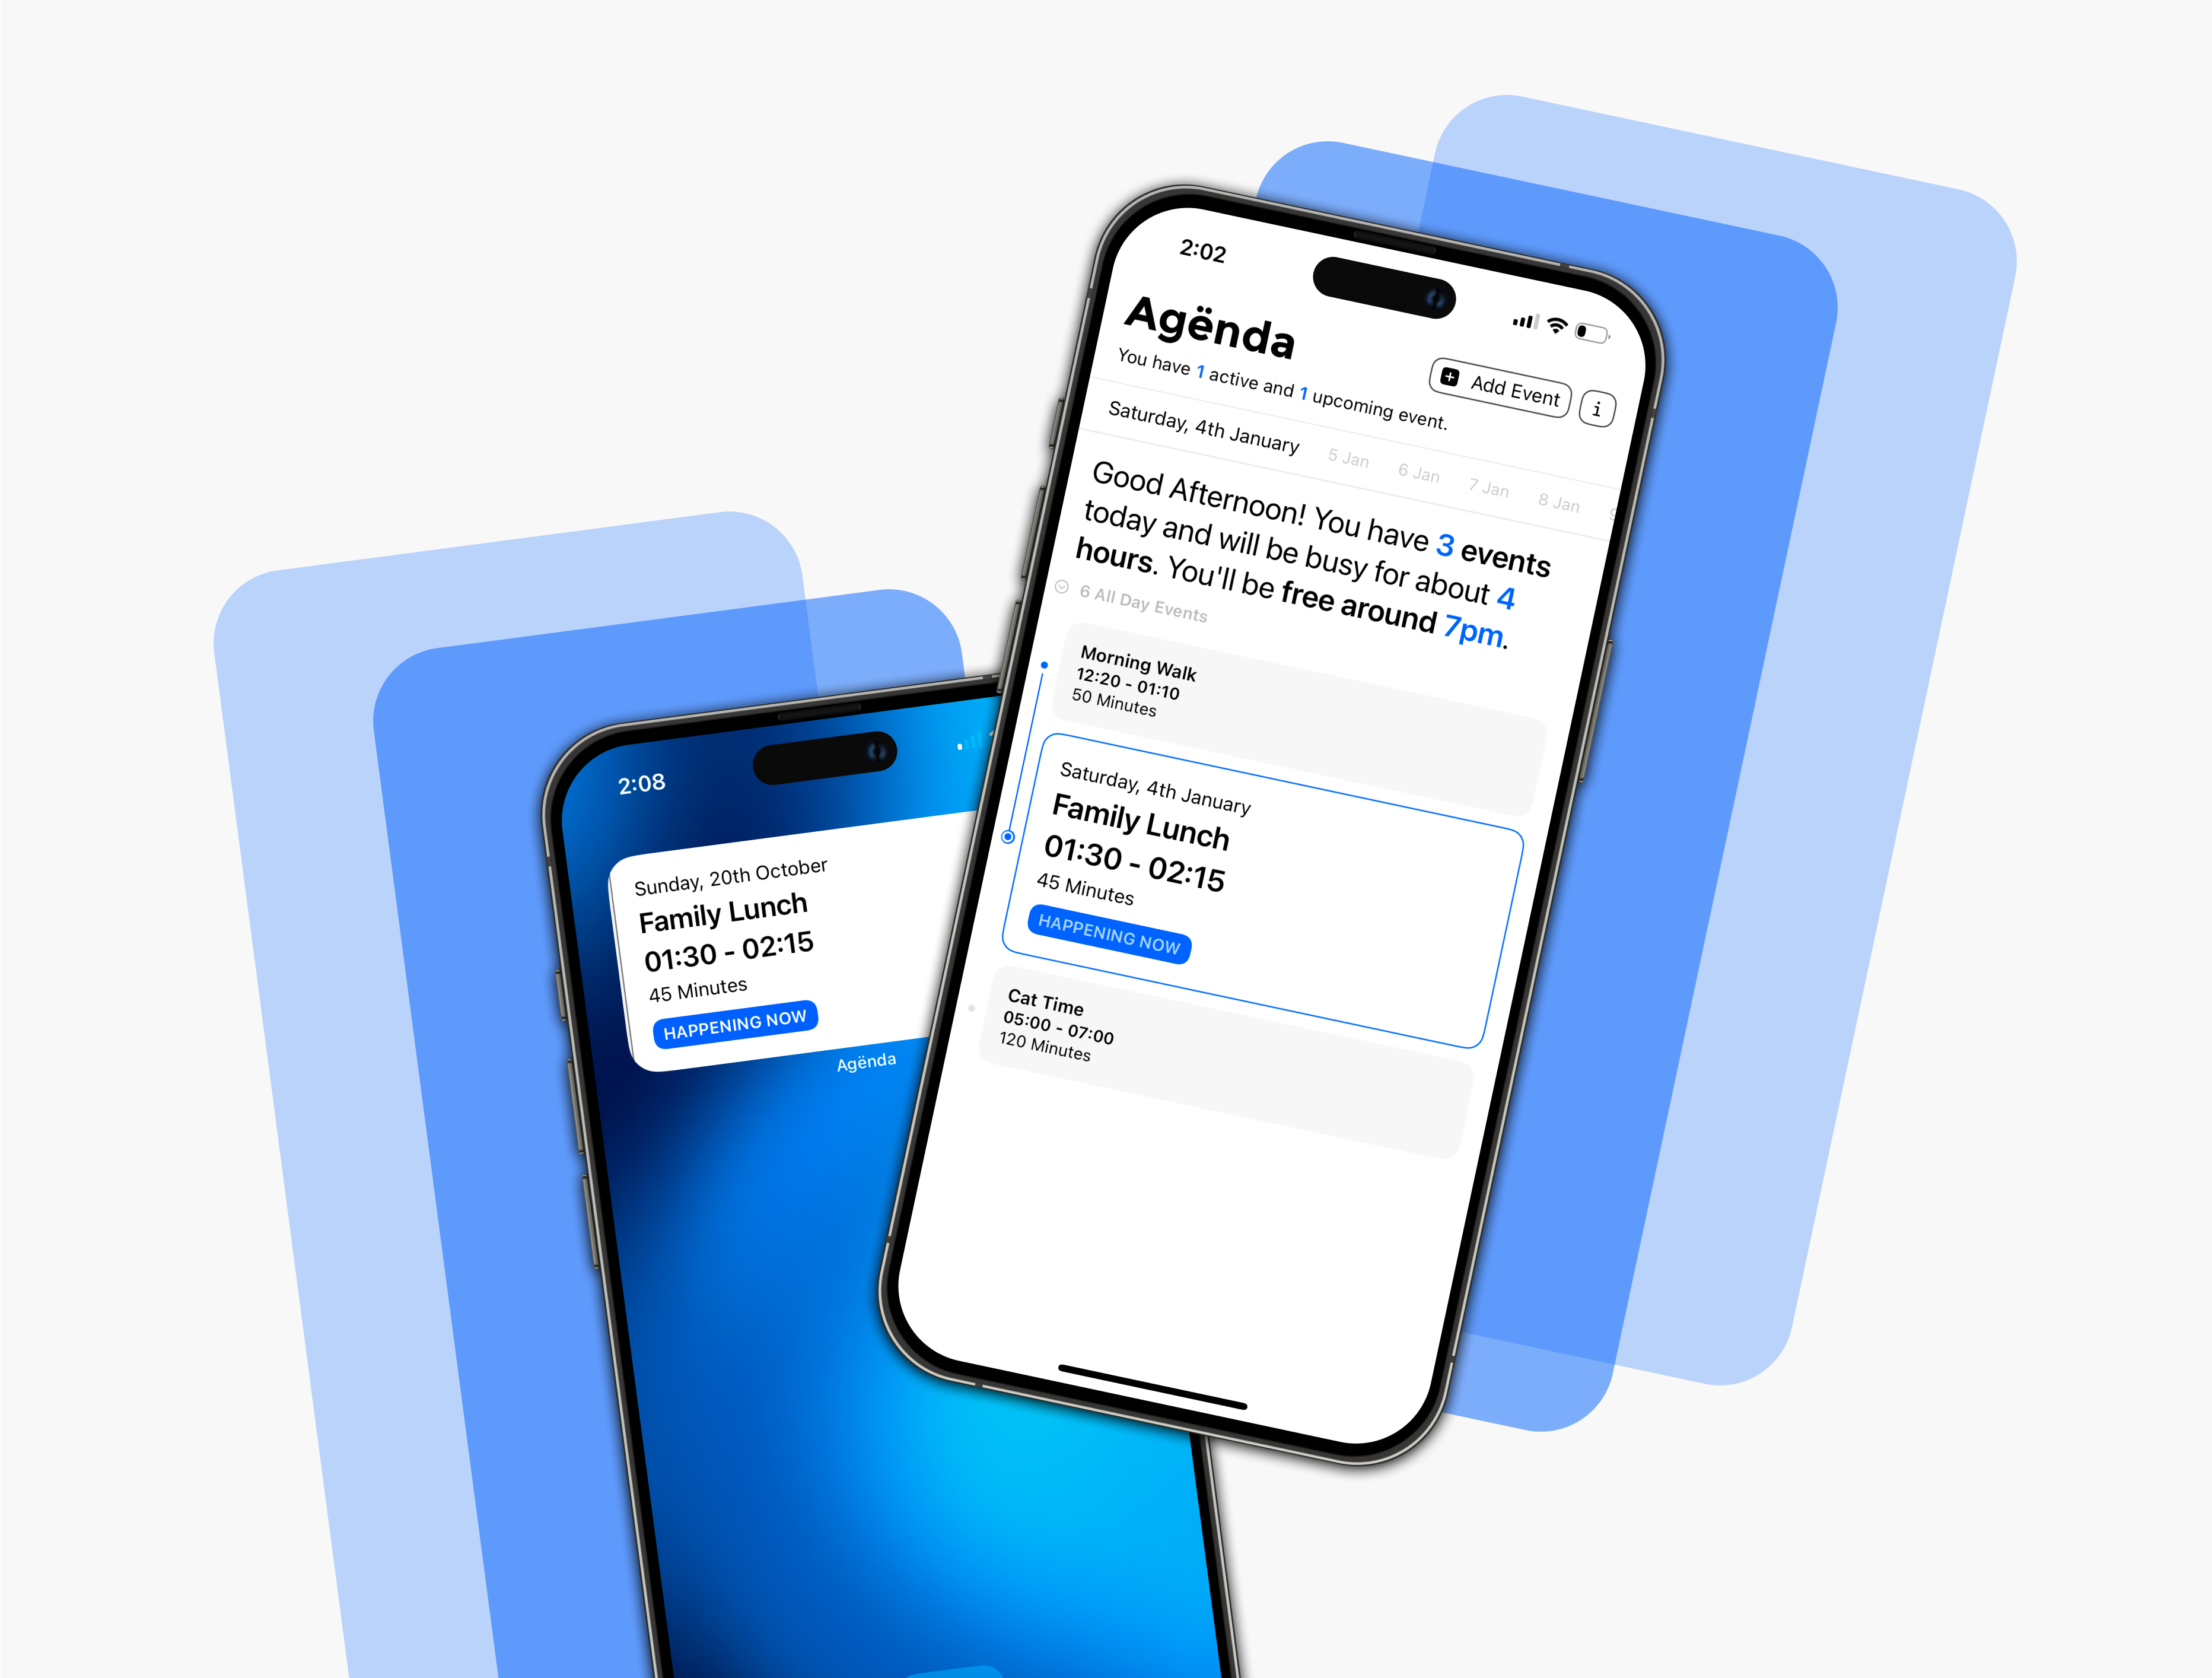 2:02
Agënda
You have 1 active and 1 upcoming event.
Add Event
i
Saturday, 4th January 5 Jan 6 Jan 7 Jan 8 Jan
Good Afternoon! You have 3 events
today and will be busy for about 4
hours. You'll be free around 7pm.
6 All Day Events
Morning Walk
12:20 - 01:10
50 Minutes
Saturday, 4th January
Family Lunch
01:30 - 02:15
45 Minutes
HAPPENING NOW
Cat Time
05:00 - 07:00
120 Minutes
2:08
Sunday, 20th October
Family Lunch
01:30 - 02:15
45 Minutes
HAPPENING NOW
Agënda